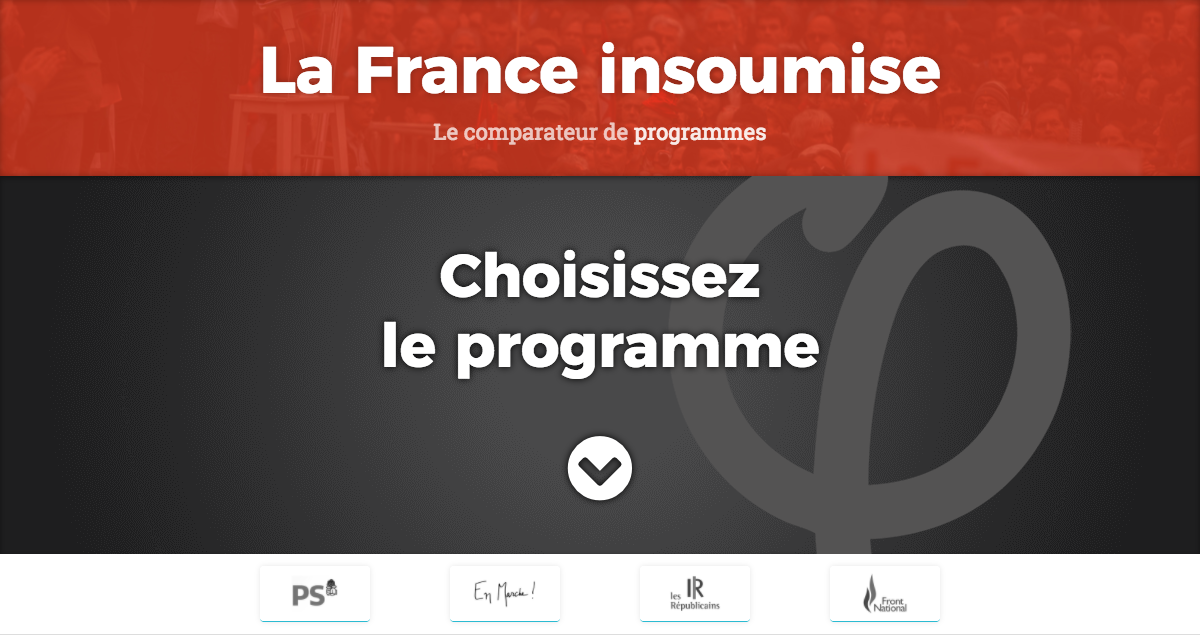 La France insoumise
Le comparateur de programmes
Choisissez
le programme
PS
En Marche !
lR
les
Républicains
Front
National